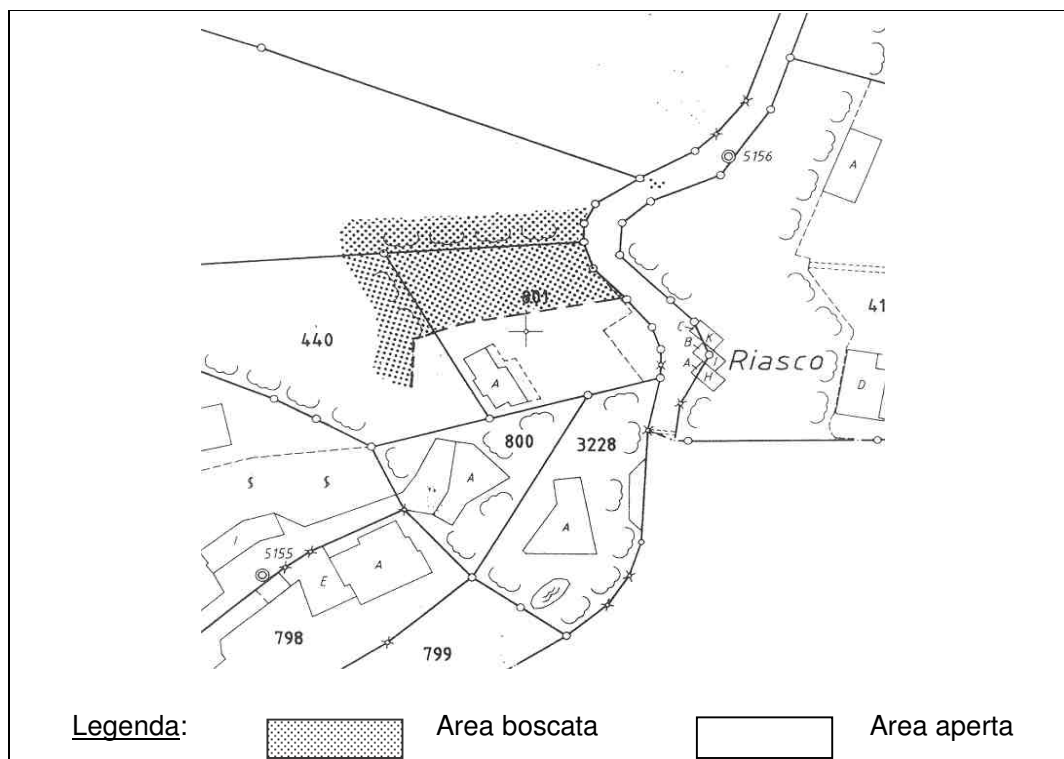 5156
A
801
41
440
C
K
B
I
Riasco
A
H
A
D
800
3228
A
S
S
A
I
5155
E
A
798
799
Legenda:
Area boscata
Area aperta